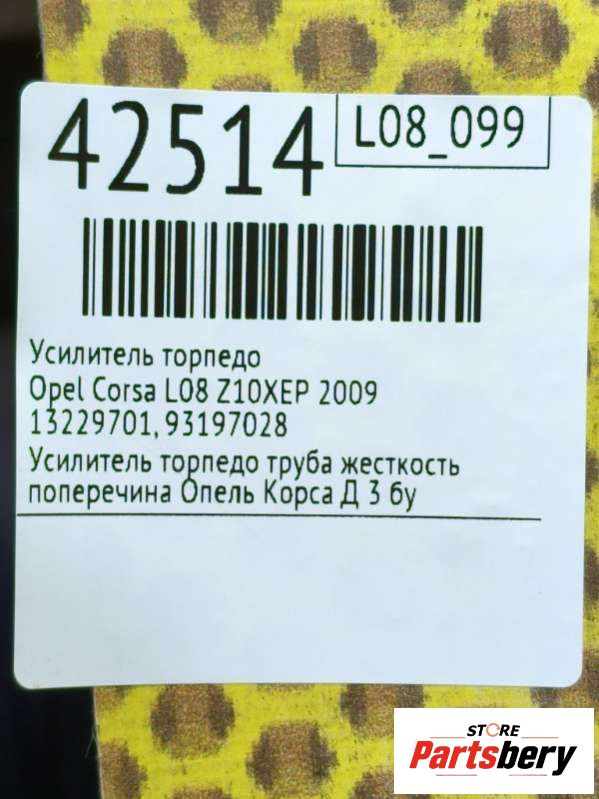 42514
L08_099
Усилитель торпедо
Opel Corsa L08 Z10XEP 2009
13229701, 93197028
Усилитель торпедо труба жесткость
поперечина Опель Корса Д 3 бу
STORE
Partsbery